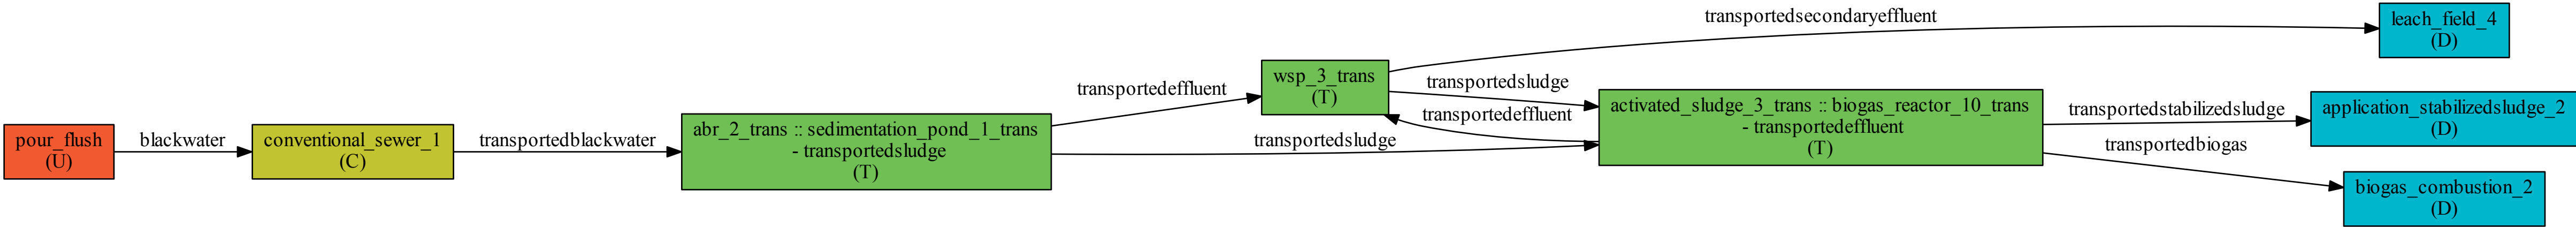 pour_flush
(U)
blackwater
conventional_sewer_1
(C)
transportedblackwater
abr_2_trans :: sedimentation_pond_1_trans
- transportedsludge
(T)
transportedeffluent
transportedsludge
wsp_3_trans
(T)
transportedsecondaryeffluent
transportedsludge
transportedeffluent
activated_sludge_3_trans :: biogas_reactor_10_trans
- transportedeffluent
(T)
transportedstabilizedsludge
transportedbiogas
leach_field_4
(D)
application_stabilizedsludge_2
(D)
biogas_combustion_2
(D)